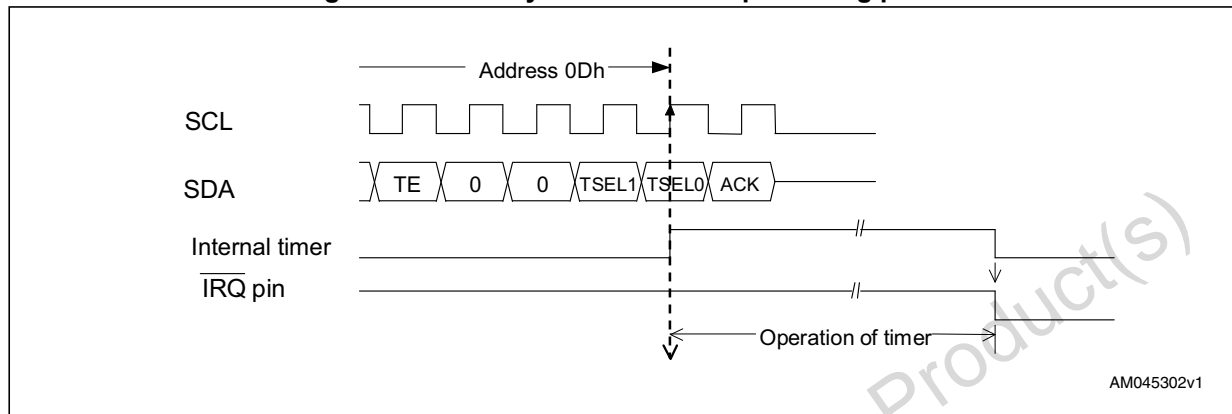 Address 0Dh
SCL
SDA
TE 0 0 TSEL1 TSEL0 ACK
Internal timer
IRQ pin
Operation of timer
Product(s)
AM045302v1